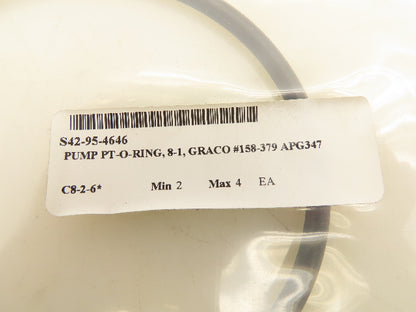 S42-95-4646
PUMP PT-O-RING, 8-1, GRACO #158-379 APG347
C8-2-6* Min 2 Max 4 EA